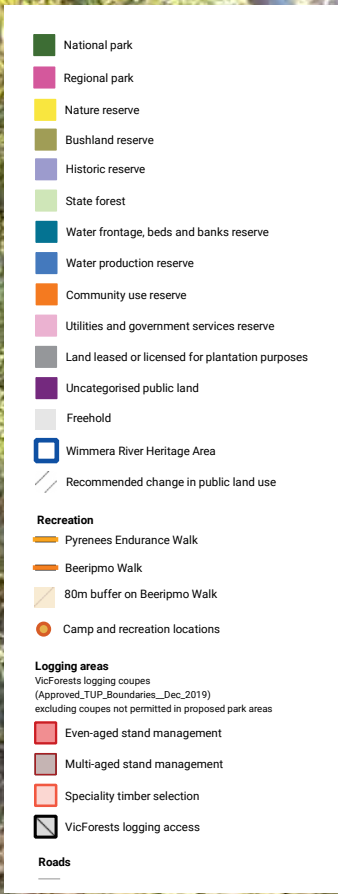 National park
Regional park
Nature reserve
Bushland reserve
Historic reserve
State forest
Water frontage, beds and banks reserve
Water production reserve
Community use reserve
Utilities and government services reserve
Land leased or licensed for plantation purposes
Uncategorised public land
Freehold
Wimmera River Heritage Area
Recommended change in public land use
Recreation
Pyrenees Endurance Walk
Beeripmo Walk
80m buffer on Beeripmo Walk
Camp and recreation locations
Logging areas
VicForests logging coupes
(Approved_TUP_Boundaries__Dec_2019)
excluding coupes not permitted in proposed park areas
Even-aged stand management
Multi-aged stand management
Speciality timber selection
VicForests logging access
Roads